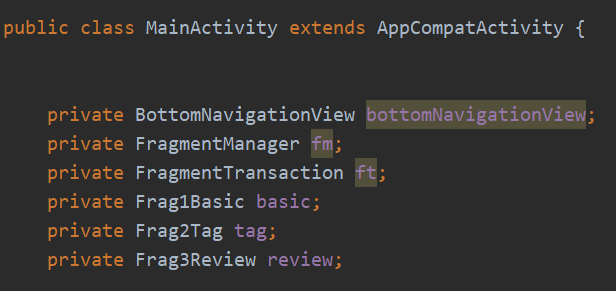 public class MainActivity extends AppCompatActivity {
private BottomNavigationView bottomNavigationView;
private FragmentManager fm;
private FragmentTransaction ft;
private Frag1Basic basic;
private Frag2Tag tag;
private Frag3Review review;